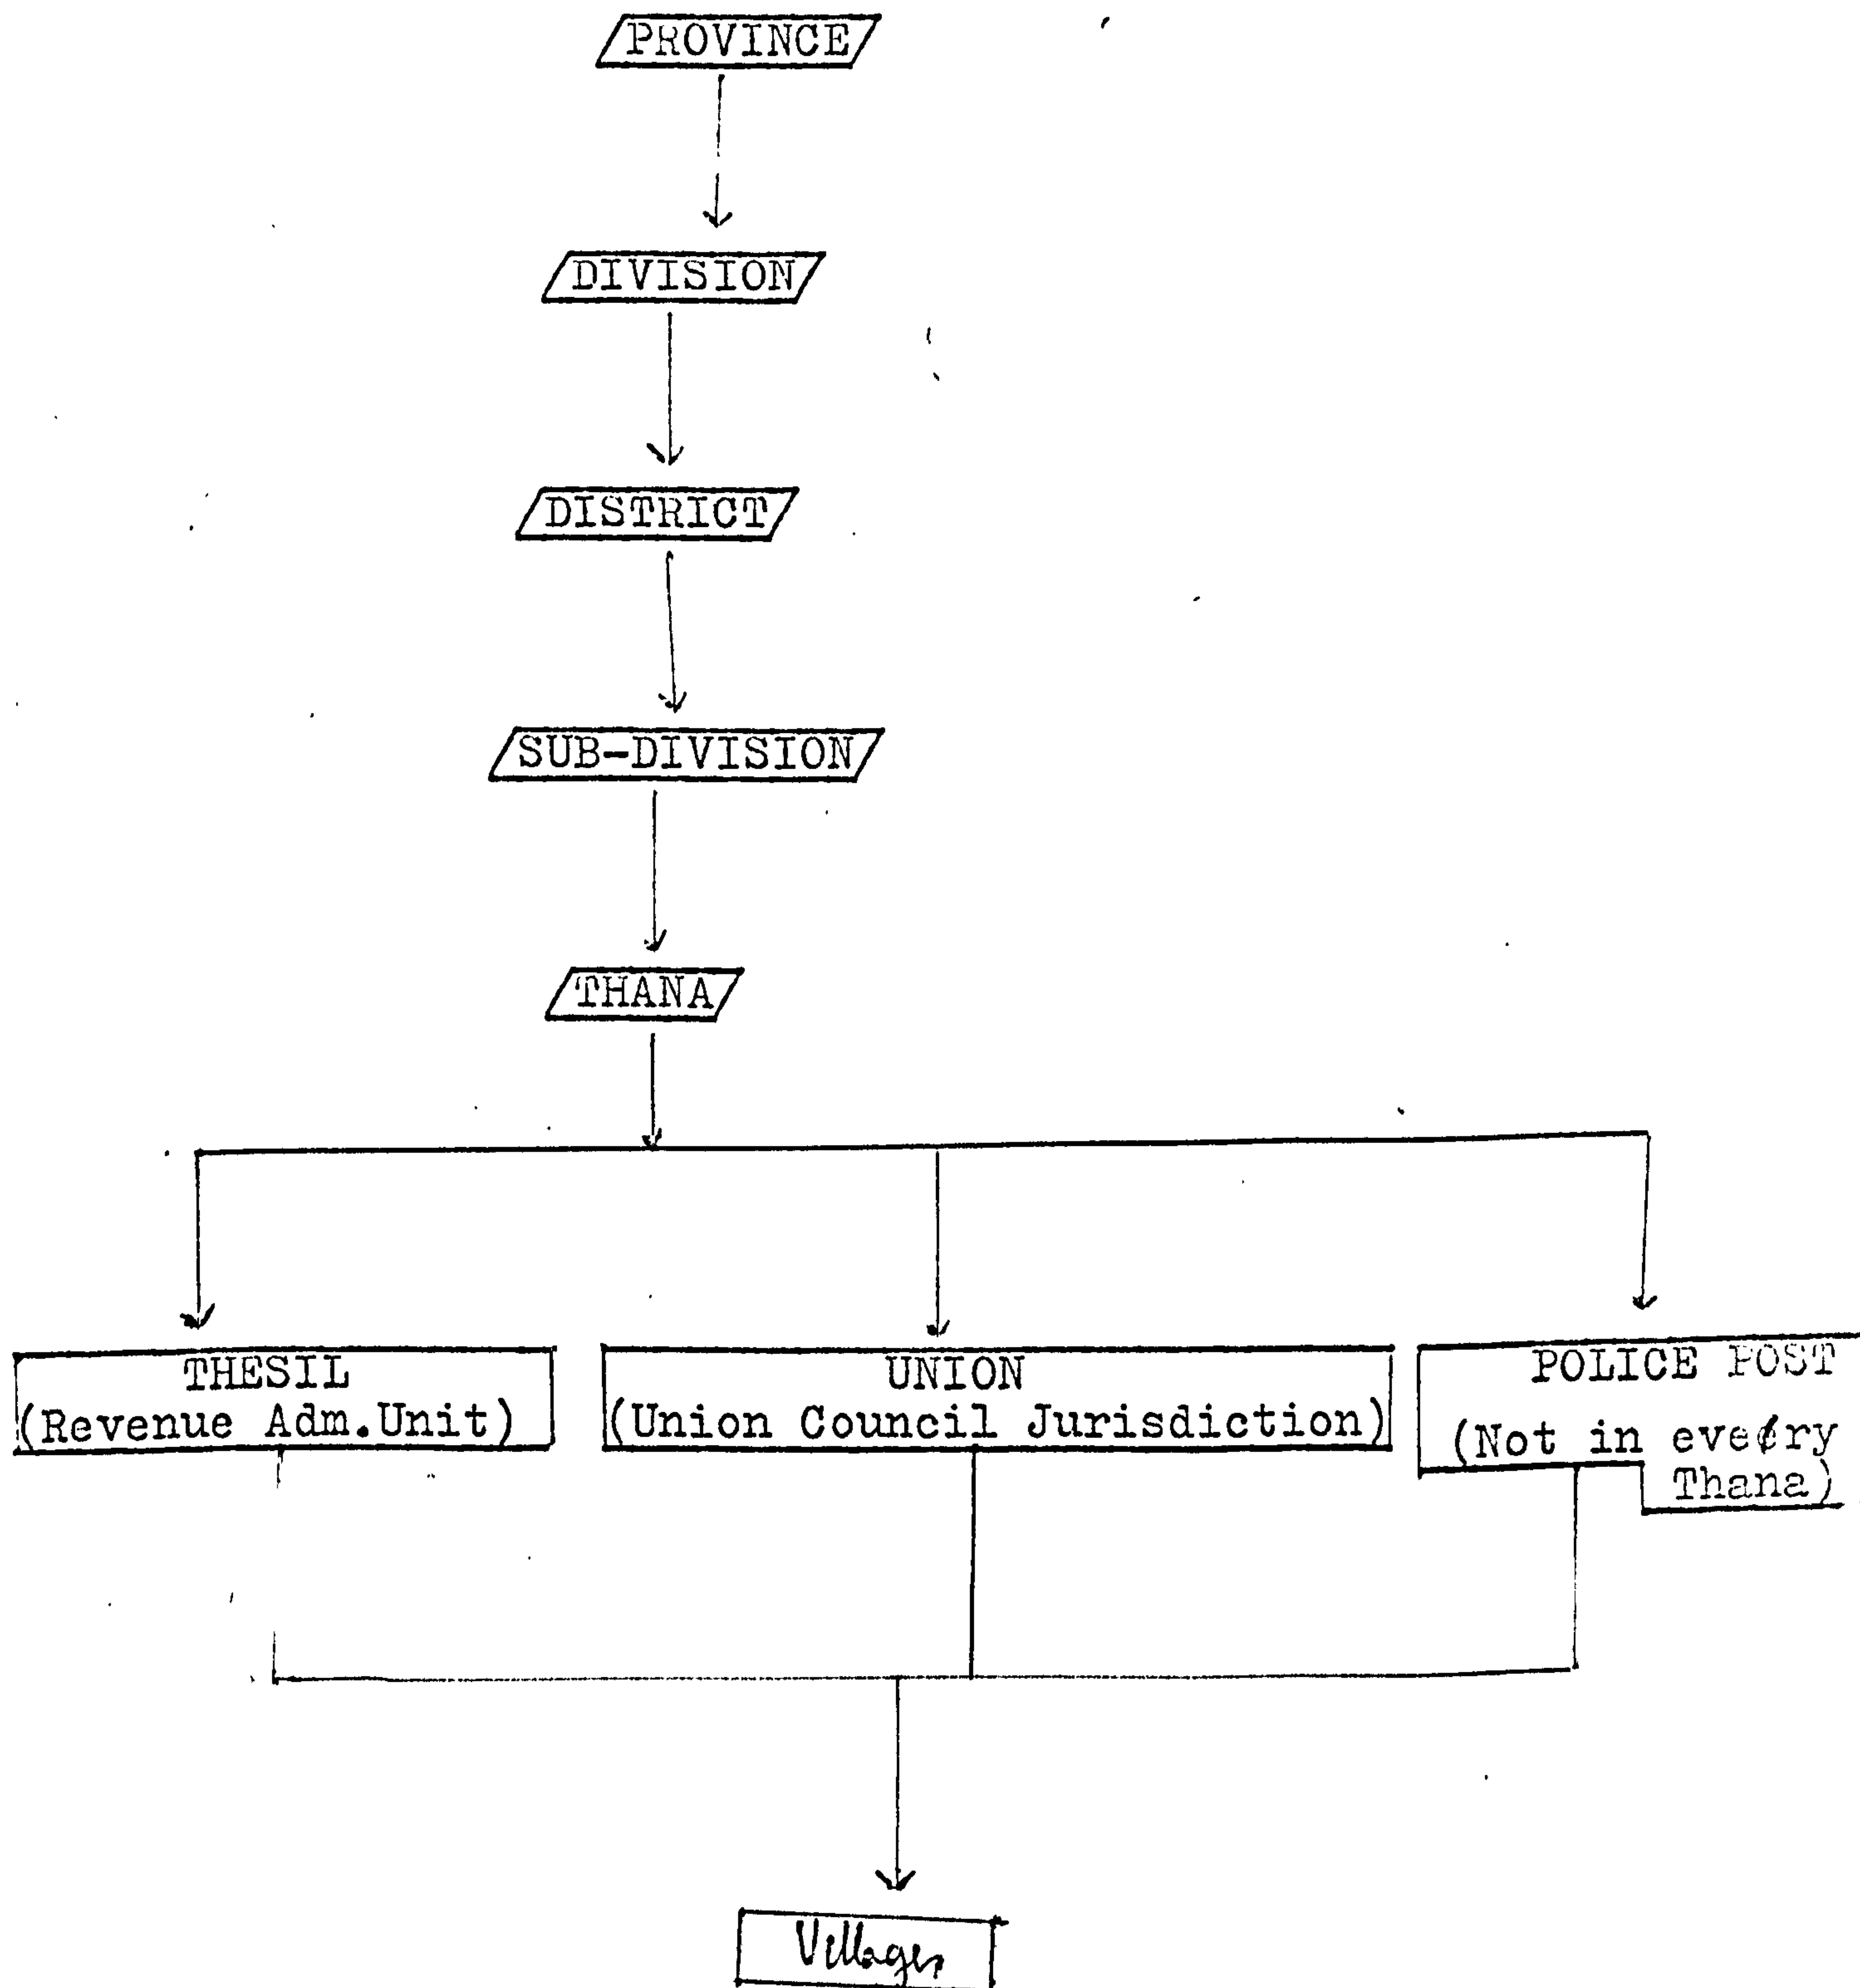 PROVINCE
DIVISION
DISTRICT
SUB-DIVISION
THANA
THESIL
(Revenue Adm.Unit)
UNION
(Union Council Jurisdiction)
POLICE POST
(Not in every
Thana)
Villages